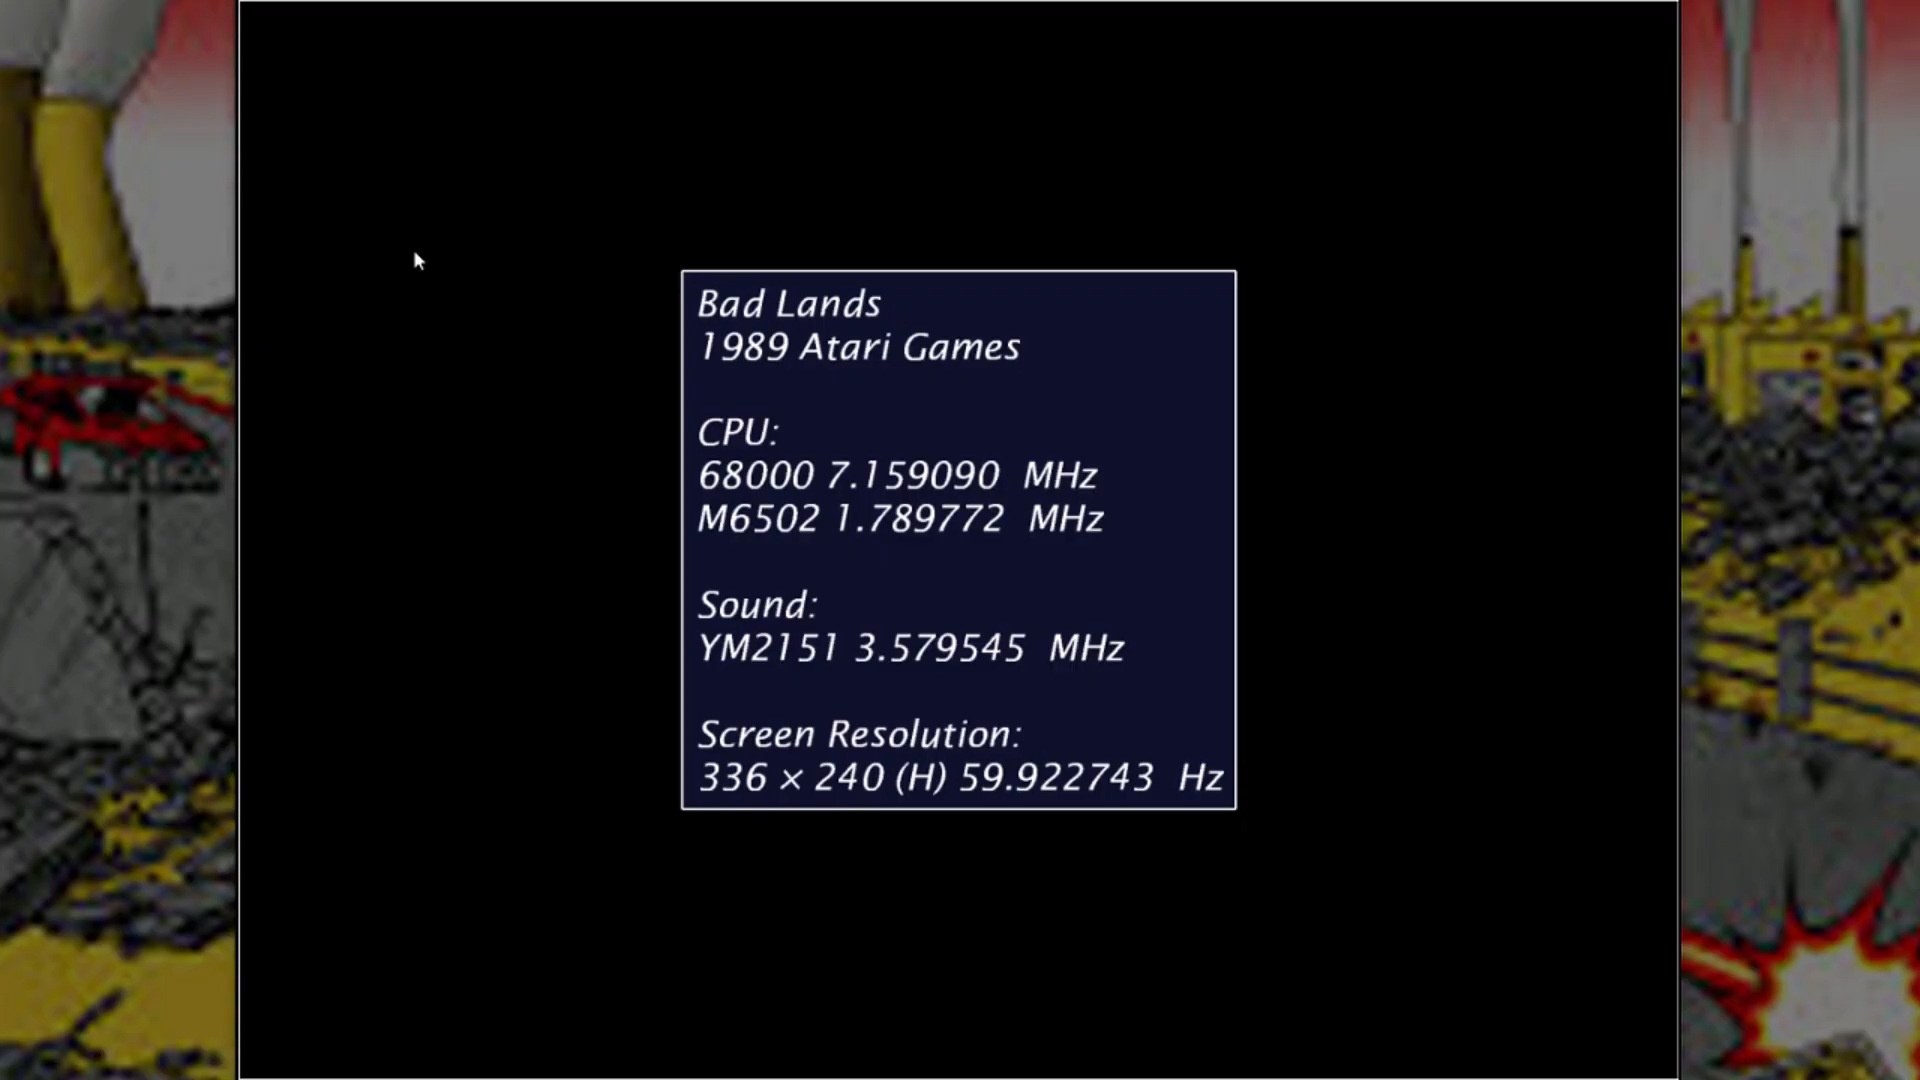 Bad Lands
1989 Atari Games
CPU:
68000 7.159090 MHz
M6502 1.789772 MHz
Sound:
YM2151 3.579545 MHz
Screen Resolution:
336 × 240 (H) 59.922743 Hz